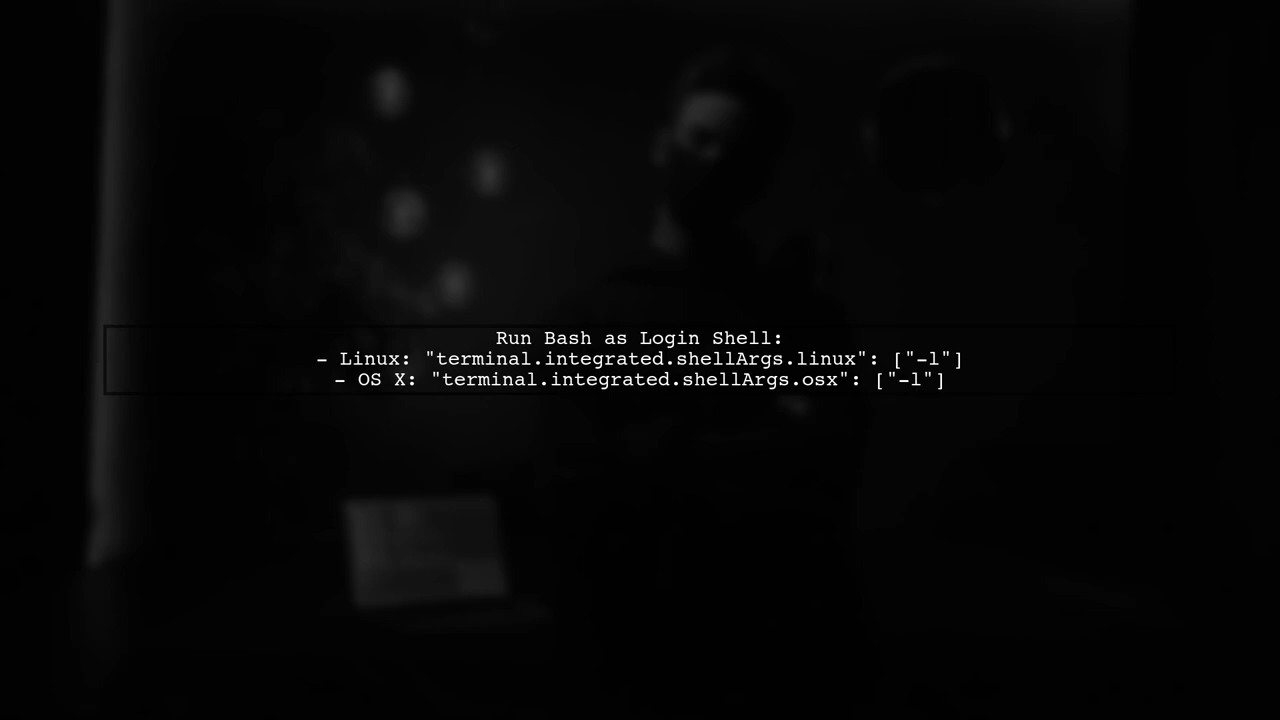 Run Bash as Login Shell:
- Linux: "terminal.integrated.shellArgs.linux": ["-l"]
- OS X: "terminal.integrated.shellArgs.osx": ["-l"]